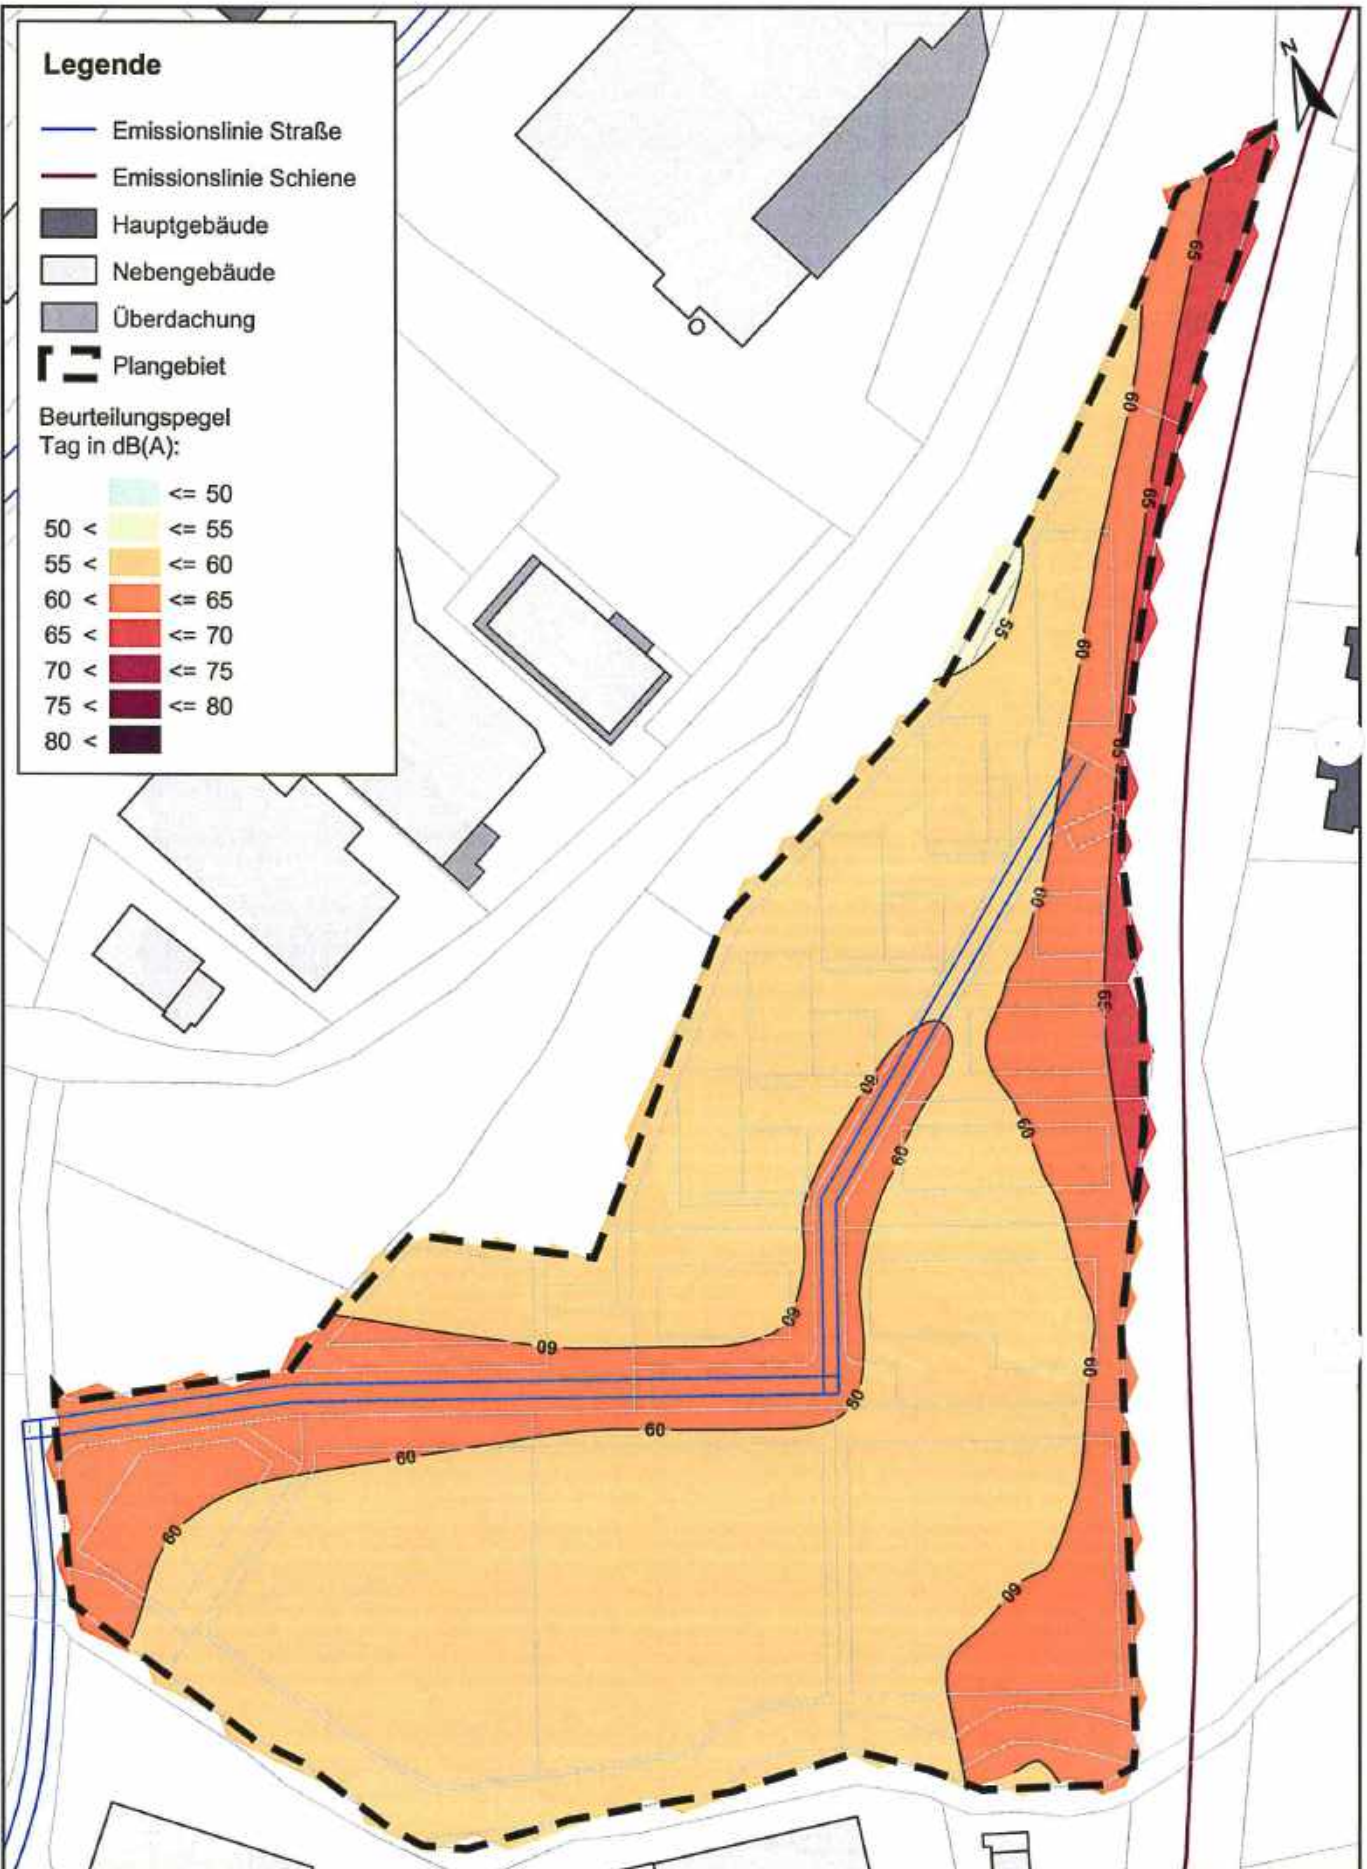 Legende
Emissionslinie Straße
Emissionslinie Schiene
Hauptgebäude
Nebengebäude
Überdachung
Plangebiet
Beurteilungspegel
Tag in dB(A):
<= 50
50 < <= 55
55 < <= 60
60 < <= 65
65 < <= 70
70 < <= 75
75 < <= 80
80 <
N
65
60
65
55
60
65
60
65
60
60
60
60
60
60
60
60
60
60
60